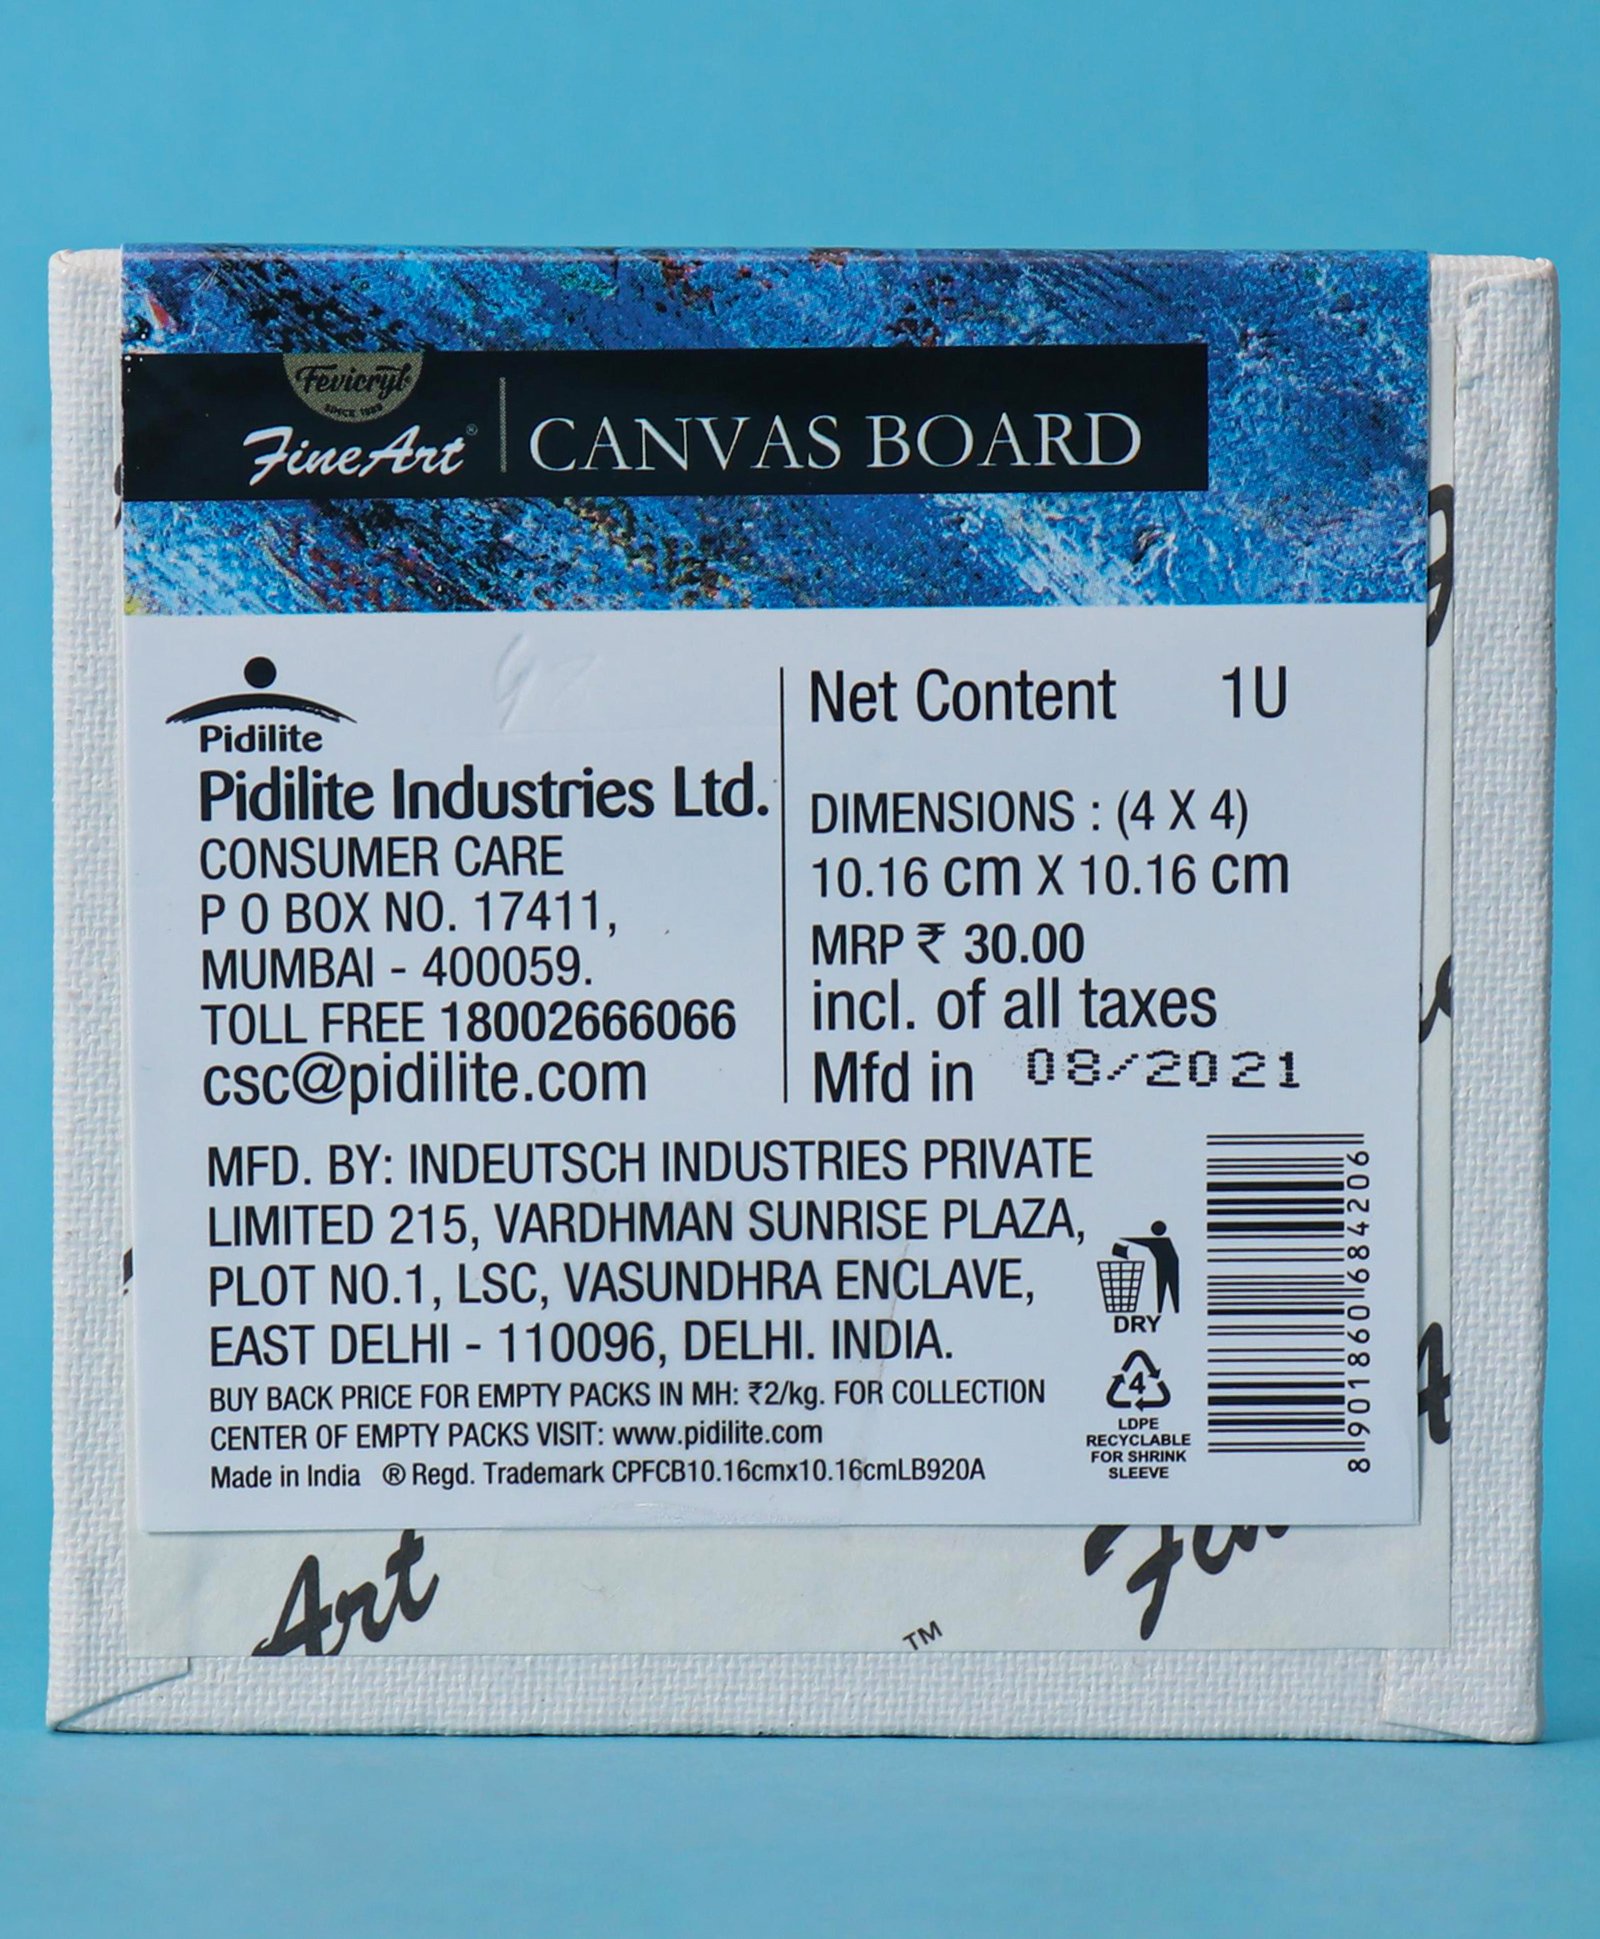 Fevicryl
SINCE 1989
FineArt® CANVAS BOARD
Pidilite
Pidilite Industries Ltd.
CONSUMER CARE
P O BOX NO. 17411,
MUMBAI - 400059.
TOLL FREE 18002666066
csc@pidilite.com
Net Content 1U
DIMENSIONS : (4 X 4)
10.16 cm X 10.16 cm
MRP ₹ 30.00
incl. of all taxes
Mfd in 08/2021
MFD. BY: INDEUTSCH INDUSTRIES PRIVATE
LIMITED 215, VARDHMAN SUNRISE PLAZA,
PLOT NO.1, LSC, VASUNDHRA ENCLAVE,
EAST DELHI - 110096, DELHI. INDIA.
BUY BACK PRICE FOR EMPTY PACKS IN MH: ₹2/kg. FOR COLLECTION
CENTER OF EMPTY PACKS VISIT: www.pidilite.com
Made in India ® Regd. Trademark CPFCB10.16cmx10.16cmLB920A
DRY
4
LDPE
RECYCLABLE
FOR SHRINK
SLEEVE
8901860684206
Art
TM